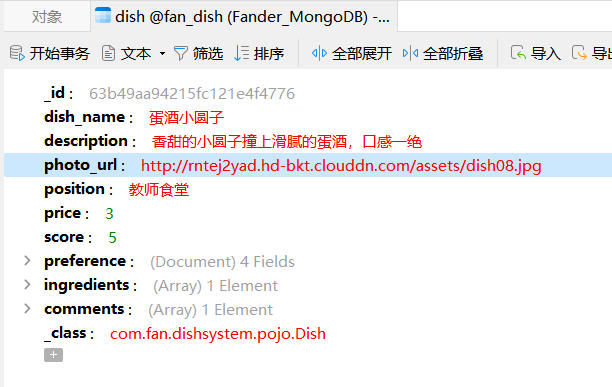 对象
dish @fan_dish (Fander_MongoDB) -...
开始事务 文本 筛选 排序 全部展开 全部折叠 导入 导出
_id : 63b49aa94215fc121e4f4776
dish_name : 蛋酒小圆子
description : 香甜的小圆子撞上滑腻的蛋酒，口感一绝
photo_url : http://rntej2yad.hd-bkt.clouddn.com/assets/dish08.jpg
position : 教师食堂
price : 3
score : 5
preference : (Document) 4 Fields
ingredients : (Array) 1 Element
comments : (Array) 1 Element
_class : com.fan.dishsystem.pojo.Dish